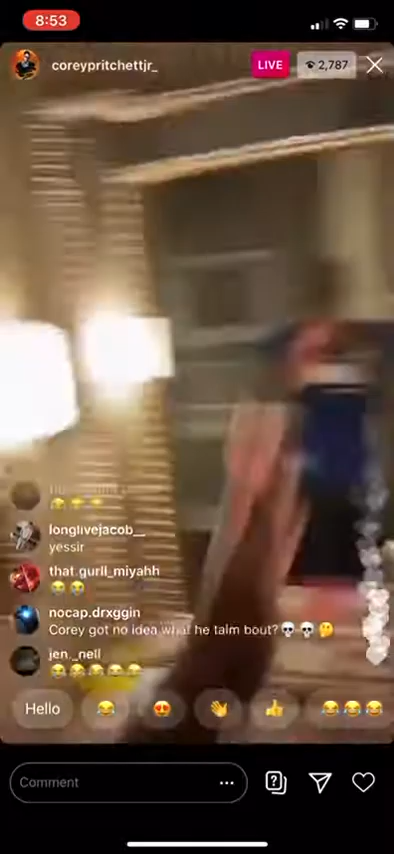 8:53
coreypritchettjr_
LIVE
2,787
longlivejacob__
yessir
that.gurll_miyahh
nocap.drxggin
Corey got no idea what he talm bout?💀💀🤔
jen._nell
😭😭😭😭😭
Hello
Comment